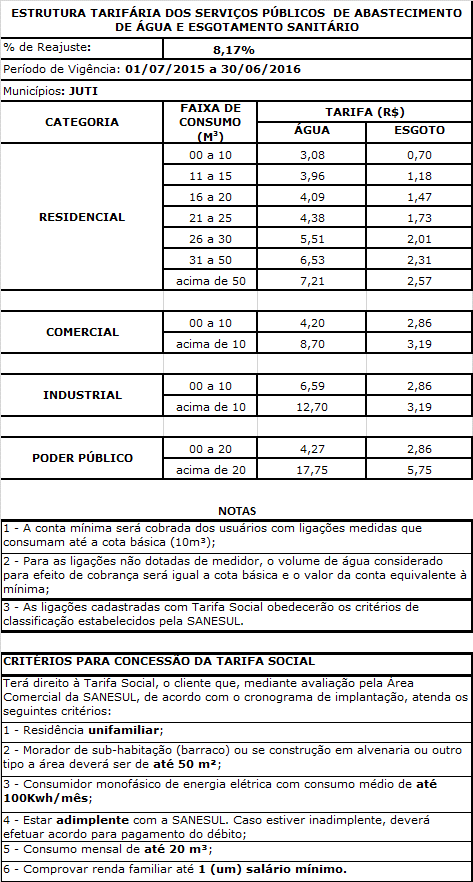 ESTRUTURA TARIFÁRIA DOS SERVIÇOS PÚBLICOS DE ABASTECIMENTO
DE ÁGUA E ESGOTAMENTO SANITÁRIO
% de Reajuste: 8,17%
Período de Vigência: 01/07/2015 a 30/06/2016
Municípios: JUTI
CATEGORIA FAIXA DE CONSUMO (M³) TARIFA (R$)
ÁGUA ESGOTO
RESIDENCIAL
00 a 10 3,08 0,70
11 a 15 3,96 1,18
16 a 20 4,09 1,47
21 a 25 4,38 1,73
26 a 30 5,51 2,01
31 a 50 6,53 2,31
acima de 50 7,21 2,57
COMERCIAL
00 a 10 4,20 2,86
acima de 10 8,70 3,19
INDUSTRIAL
00 a 10 6,59 2,86
acima de 10 12,70 3,19
PODER PÚBLICO
00 a 20 4,27 2,86
acima de 20 17,75 5,75
NOTAS
1 - A conta mínima será cobrada dos usuários com ligações medidas que
consumam até a cota básica (10m³);
2 - Para as ligações não dotadas de medidor, o volume de água considerado
para efeito de cobrança será igual a cota básica e o valor da conta equivalente à
mínima;
3 - As ligações cadastradas com Tarifa Social obedecerão os critérios de
classificação estabelecidos pela SANESUL.
CRITÉRIOS PARA CONCESSÃO DA TARIFA SOCIAL
Terá direito à Tarifa Social, o cliente que, mediante avaliação pela Área
Comercial da SANESUL, de acordo com o cronograma de implantação, atenda os
seguintes critérios:
1 - Residência unifamiliar;
2 - Morador de sub-habitação (barraco) ou se construção em alvenaria ou outro
tipo a área deverá ser de até 50 m²;
3 - Consumidor monofásico de energia elétrica com consumo médio de até
100Kwh/mês;
4 - Estar adimplente com a SANESUL. Caso estiver inadimplente, deverá
efetuar acordo para pagamento do débito;
5 - Consumo mensal de até 20 m³;
6 - Comprovar renda familiar até 1 (um) salário mínimo.